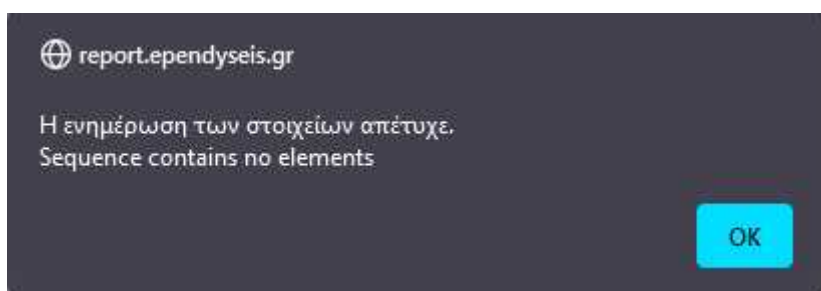 report.ependyseis.gr
Η ενημέρωση των στοιχείων απέτυχε.
Sequence contains no elements
OK